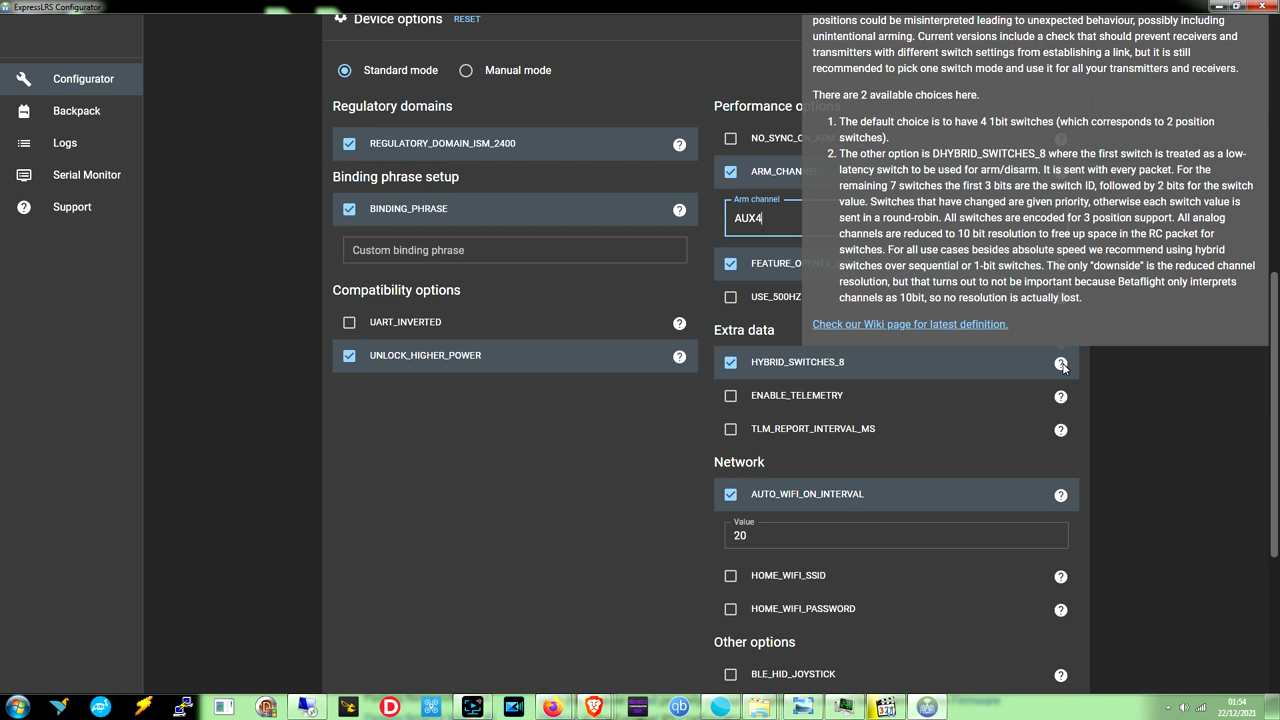 ExpressLRS Configurator
Configurator
Backpack
Logs
Serial Monitor
Support
Device options RESET
Standard mode
Manual mode
Regulatory domains
REGULATORY_DOMAIN_ISM_2400
Binding phrase setup
BINDING_PHRASE
Custom binding phrase
Compatibility options
UART_INVERTED
UNLOCK_HIGHER_POWER
Performance
NO_SYNC_ON_ARM
ARM_CHANNEL
Arm channel
AUX4
USE_500HZ
Extra data
HYBRID_SWITCHES_8
ENABLE_TELEMETRY
TLM_REPORT_INTERVAL_MS
Network
AUTO_WIFI_ON_INTERVAL
Value
20
HOME_WIFI_SSID
HOME_WIFI_PASSWORD
Other options
BLE_HID_JOYSTICK
positions could be misinterpreted leading to unexpected behaviour, possibly including
unintentional arming. Current versions include a check that should prevent receivers and
transmitters with different switch settings from establishing a link, but it is still
recommended to pick one switch mode and use it for all your transmitters and receivers.
There are 2 available choices here.
1. The default choice is to have 4 1bit switches (which corresponds to 2 position
switches).
2. The other option is DHYBRID_SWITCHES_8 where the first switch is treated as a low-
latency switch to be used for arm/disarm. It is sent with every packet. For the
remaining 7 switches the first 3 bits are the switch ID, followed by 2 bits for the switch
value. Switches that have changed are given priority, otherwise each switch value is
sent in a round-robin. All switches are encoded for 3 position support. All analog
channels are reduced to 10 bit resolution to free up space in the RC packet for
switches. For all use cases besides absolute speed we recommend using hybrid
switches over sequential or 1-bit switches. The only "downside" is the reduced channel
resolution, but that turns out to not be important because Betaflight only interprets
channels as 10bit, so no resolution is actually lost.
Check our Wiki page for latest definition.
01:54
22/12/2021